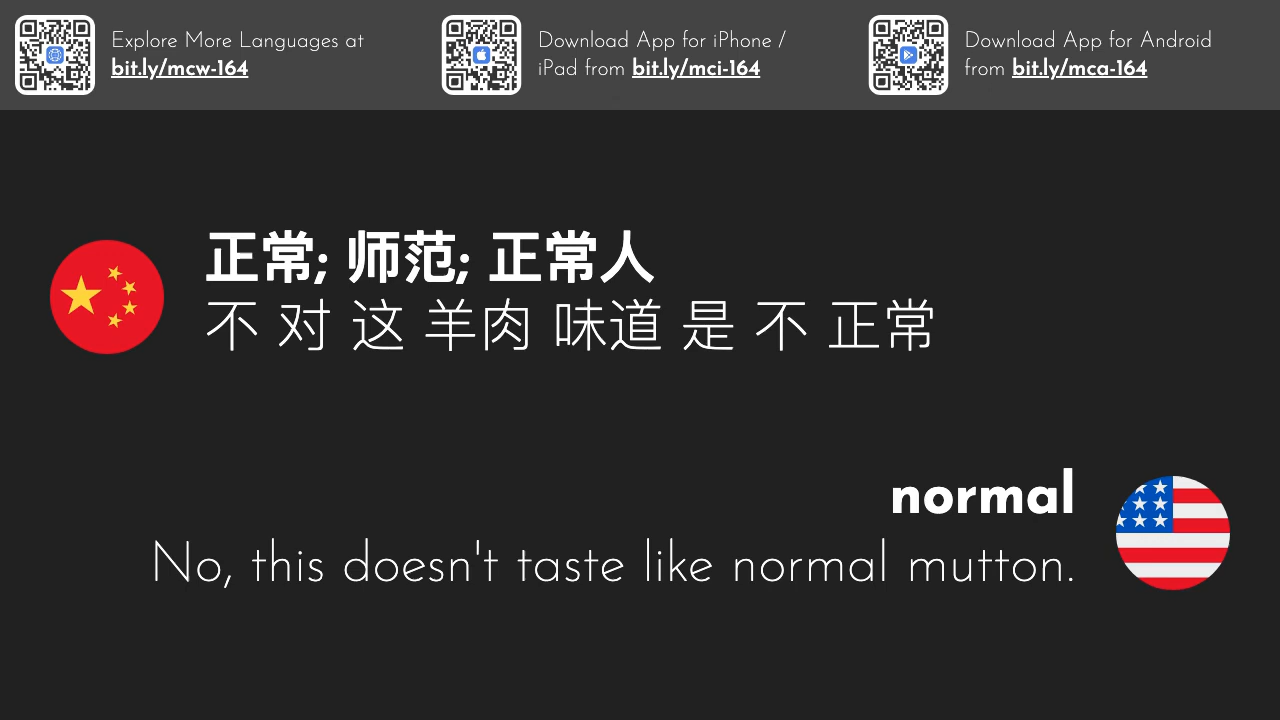 Explore More Languages at
bit.ly/mcw-164
Download App for iPhone /
iPad from bit.ly/mci-164
Download App for Android
from bit.ly/mca-164
正常; 师范; 正常人
不 对 这 羊肉 味道 是 不 正常
normal
No, this doesn't taste like normal mutton.